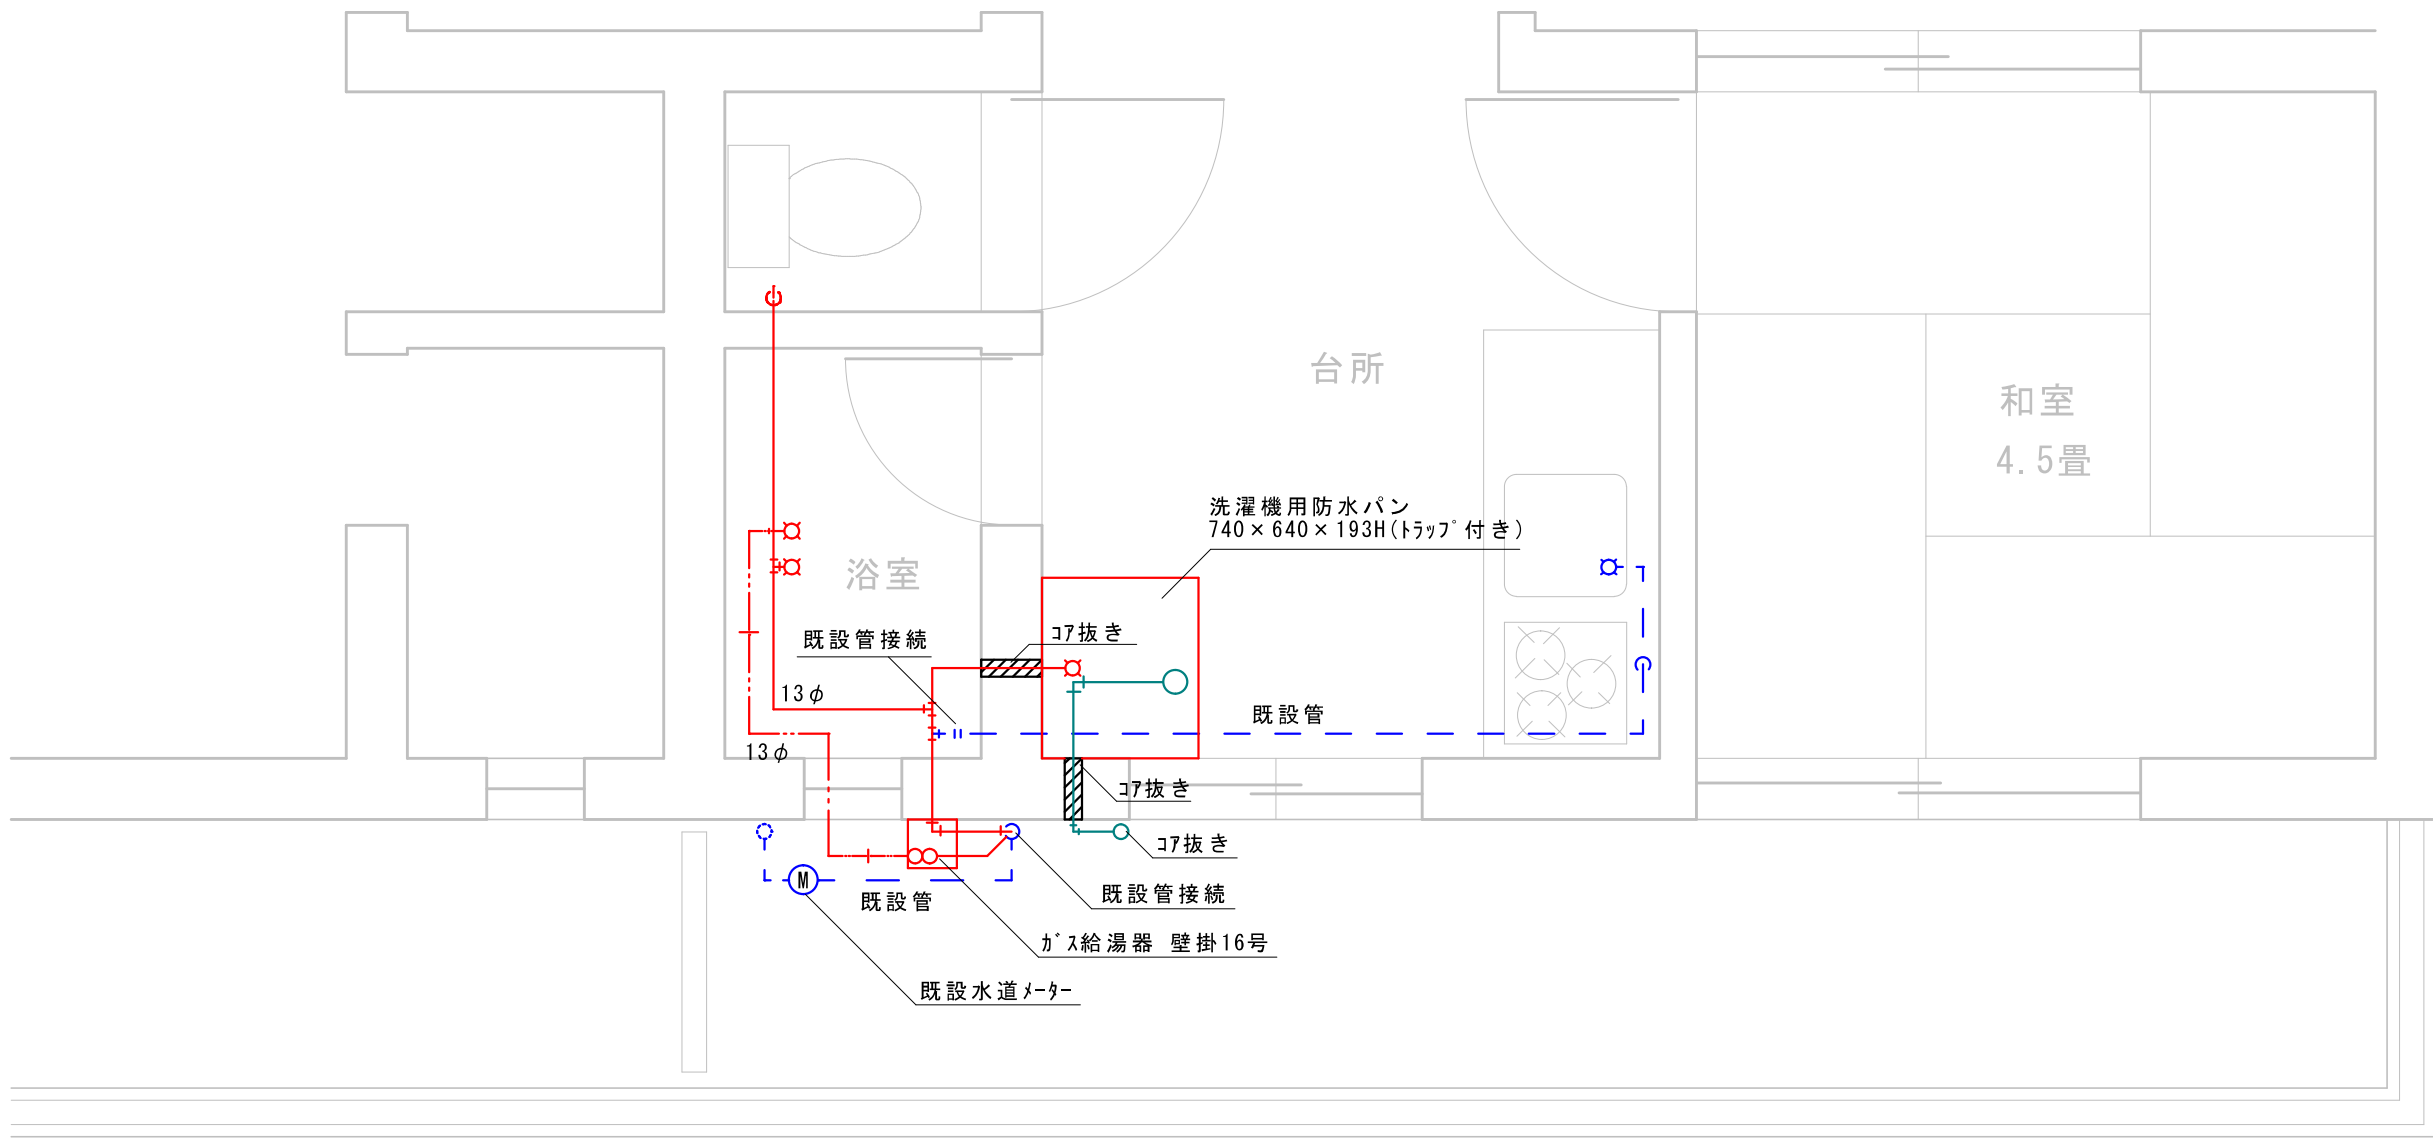 台所
和室
4.5畳
洗濯機用防水パン
740×640×193H(ﾄﾗｯﾌﾟ付き)
浴室
既設管接続
ｺｱ抜き
13φ
既設管
13φ
ｺｱ抜き
ｺｱ抜き
M
既設管
既設管接続
ｶﾞｽ給湯器 壁掛16号
既設水道ﾒｰﾀｰ